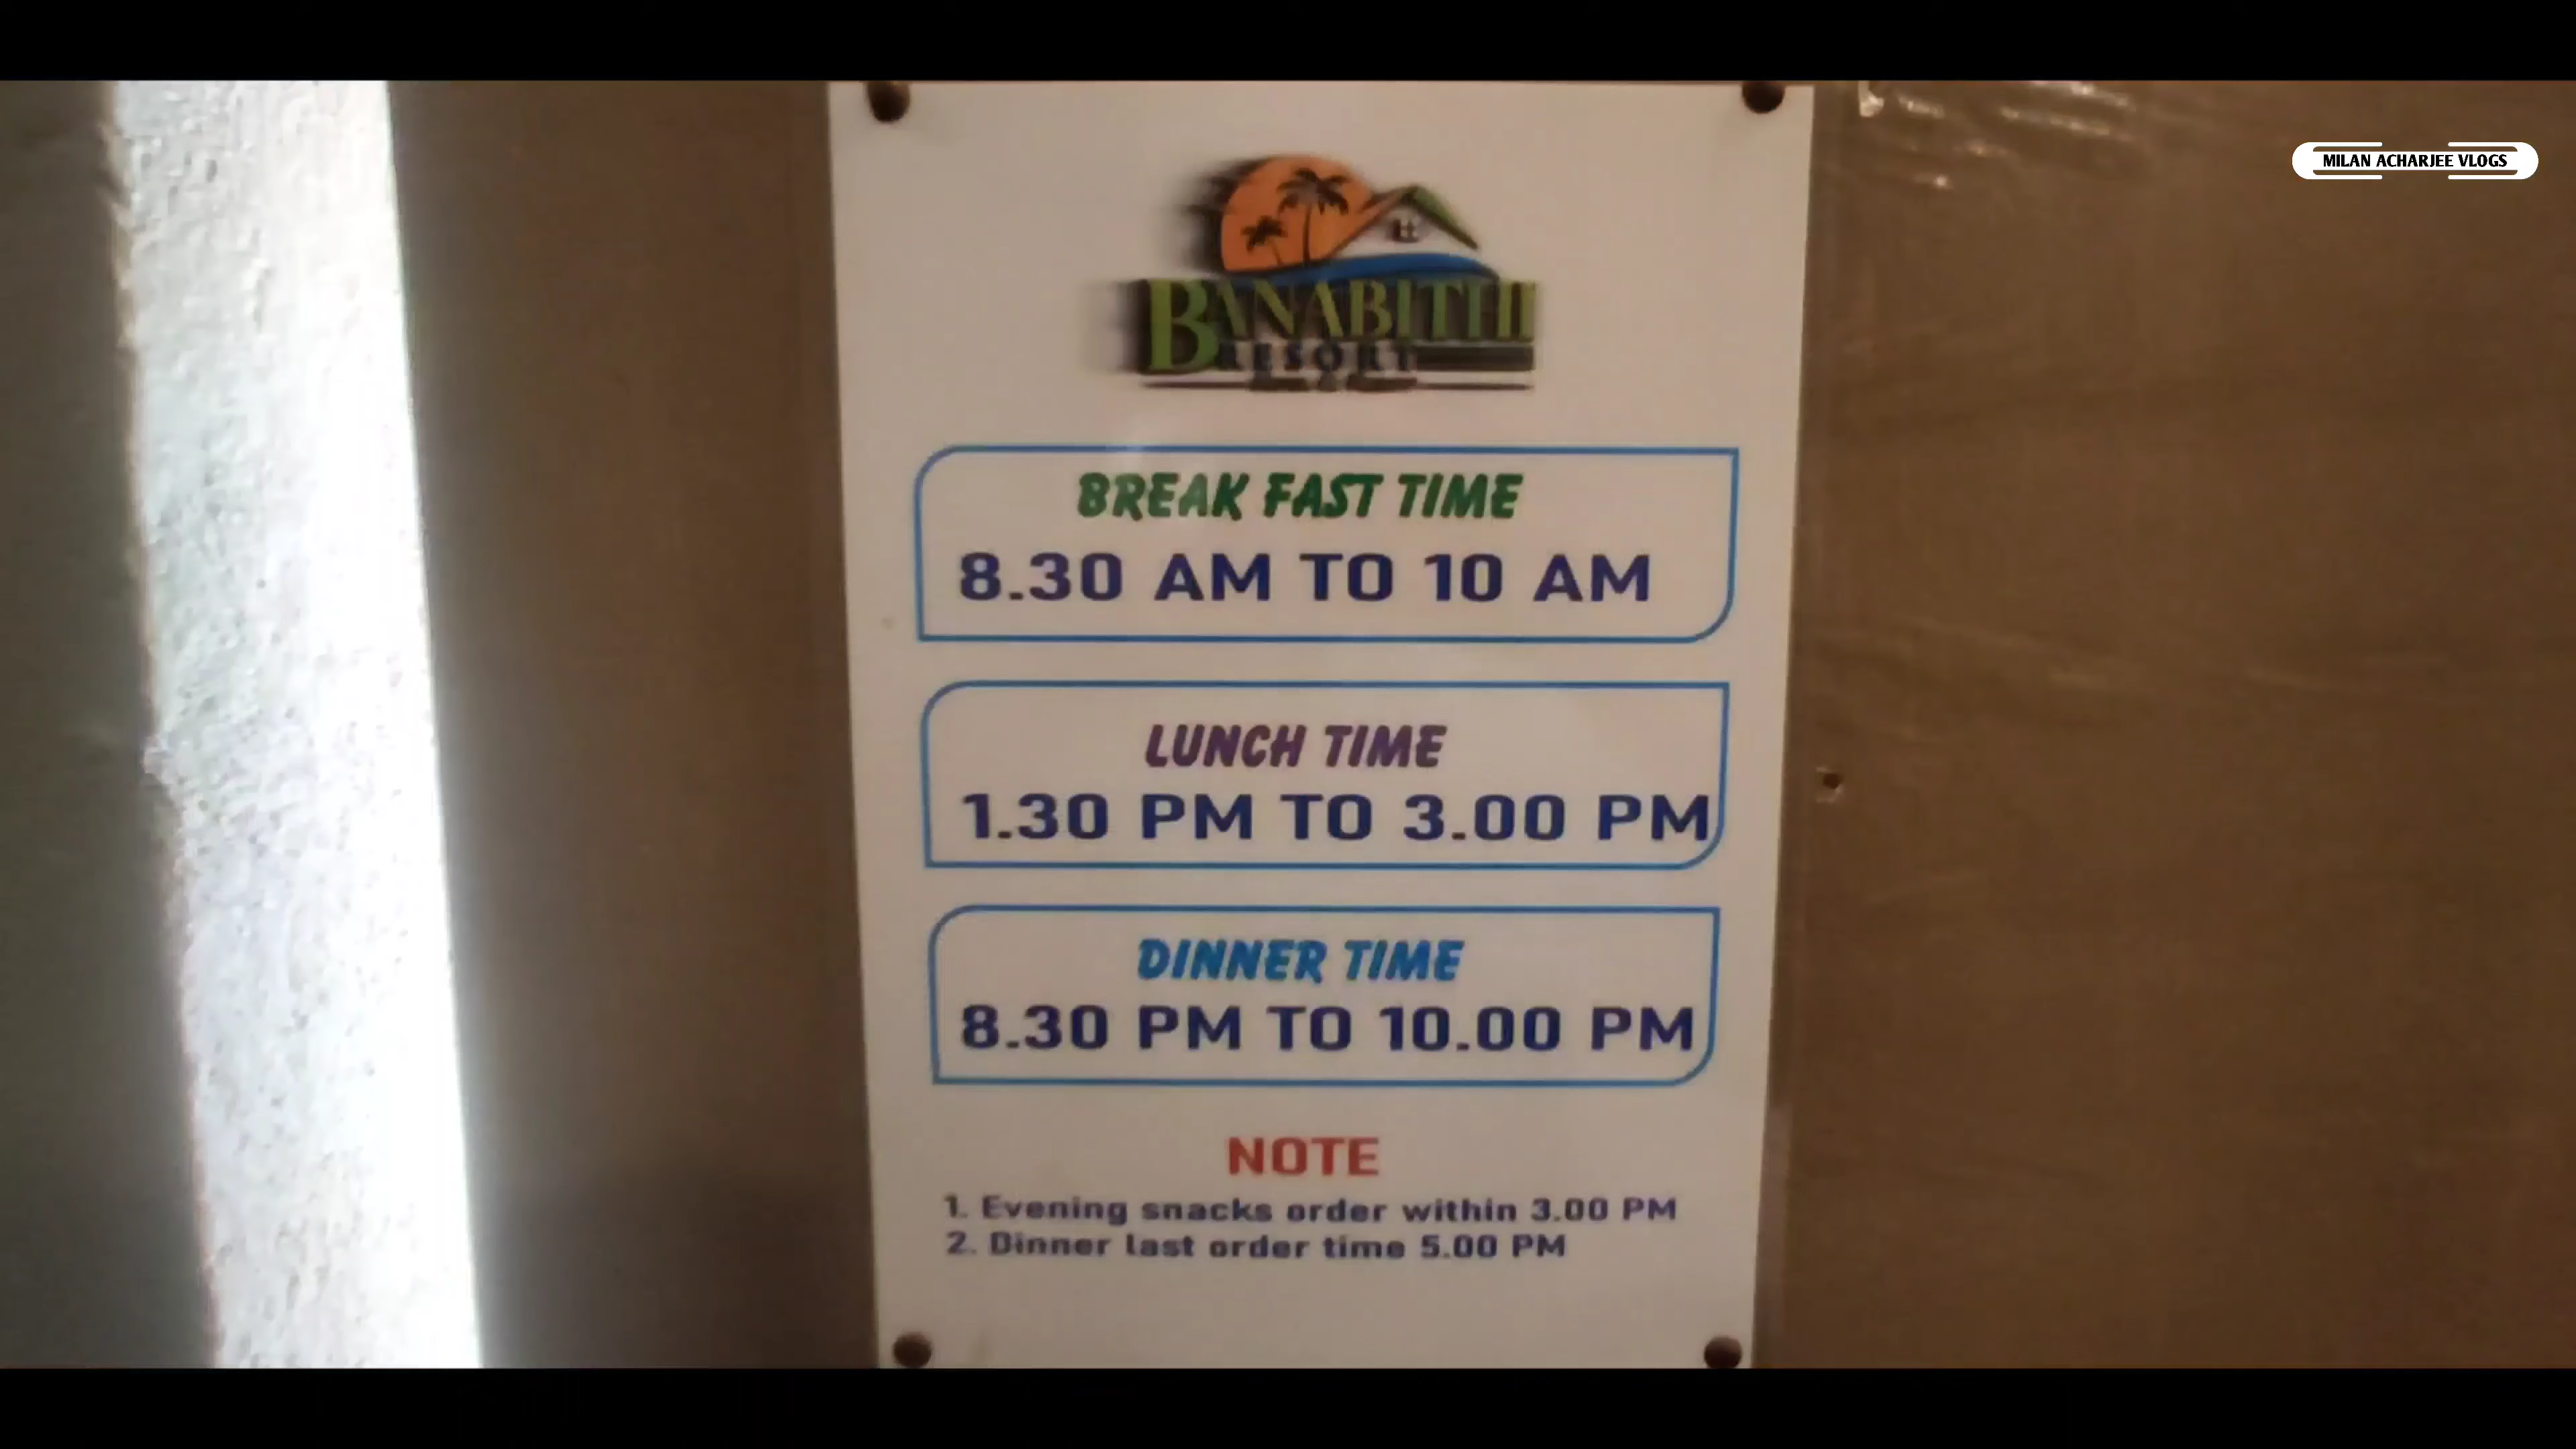 MILAN ACHARJEE VLOGS
BANABITHI
RESORT
BREAK FAST TIME
8.30 AM TO 10 AM
LUNCH TIME
1.30 PM TO 3.00 PM
DINNER TIME
8.30 PM TO 10.00 PM
NOTE
1. Evening snacks order within 3.00 PM
2. Dinner last order time 5.00 PM